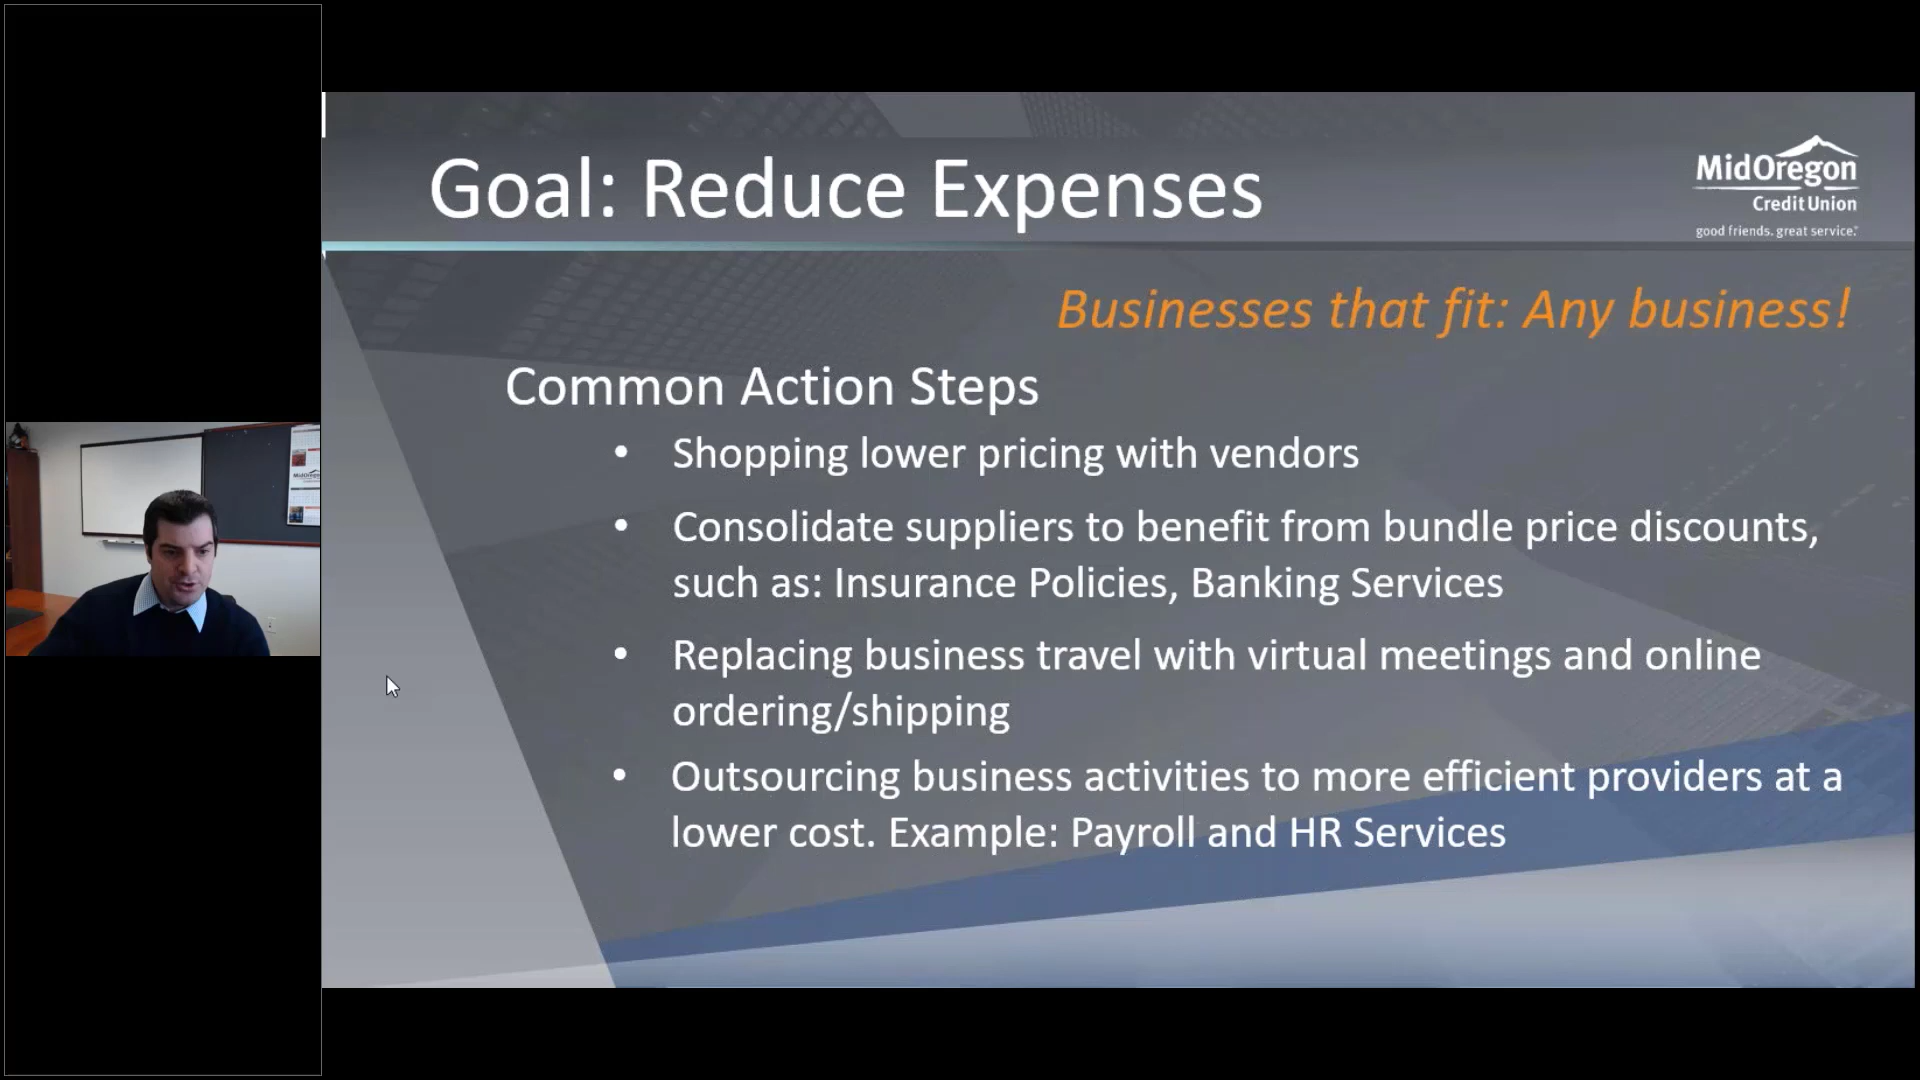 Goal: Reduce Expenses
MidOregon
Credit Union
good friends. great service.
Businesses that fit: Any business!
Common Action Steps
• Shopping lower pricing with vendors
• Consolidate suppliers to benefit from bundle price discounts,
such as: Insurance Policies, Banking Services
• Replacing business travel with virtual meetings and online
ordering/shipping
• Outsourcing business activities to more efficient providers at a
lower cost. Example: Payroll and HR Services